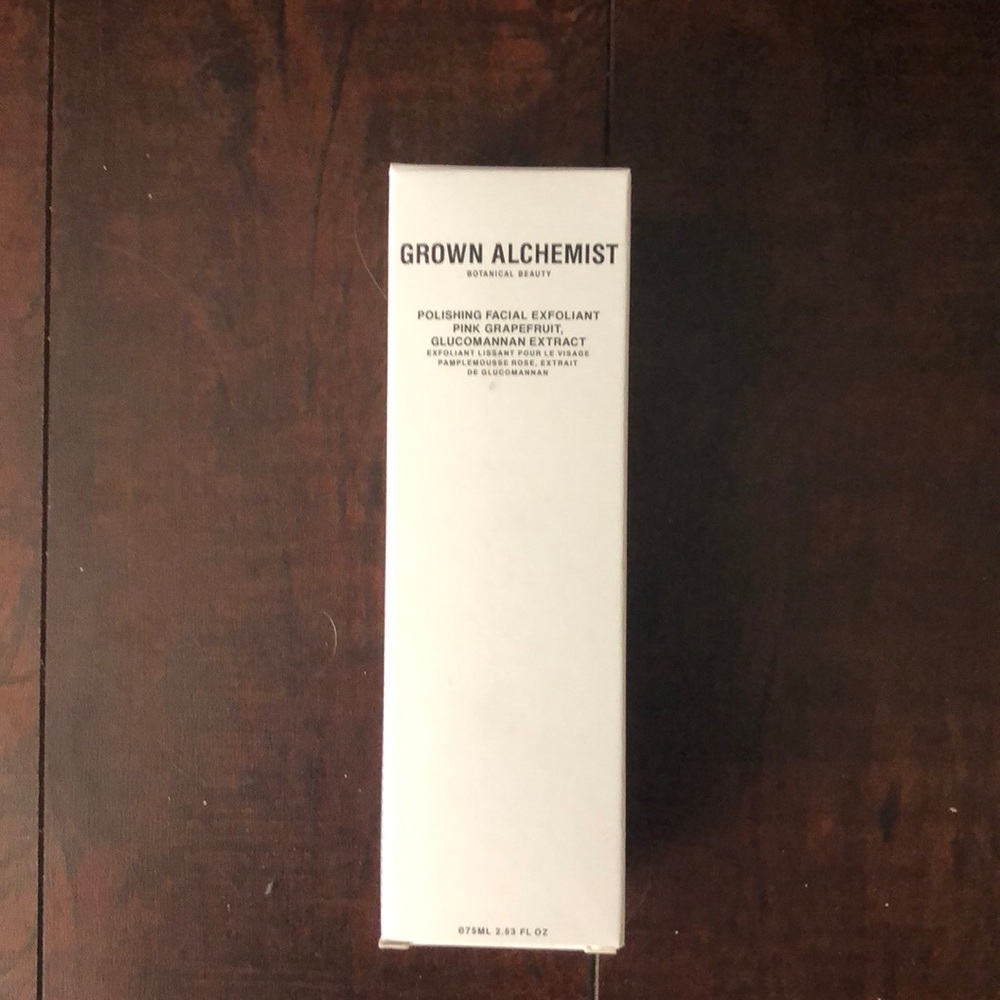 GROWN ALCHEMIST
BOTANICAL BEAUTY
POLISHING FACIAL EXFOLIANT
PINK GRAPEFRUIT,
GLUCOMANNAN EXTRACT
EXFOLIANT LISSANT POUR LE VISAGE
PAMPLEMOUSSE ROSE, EXTRAIT
DE GLUCOMANNAN
℮75ML 2.53 FL OZ